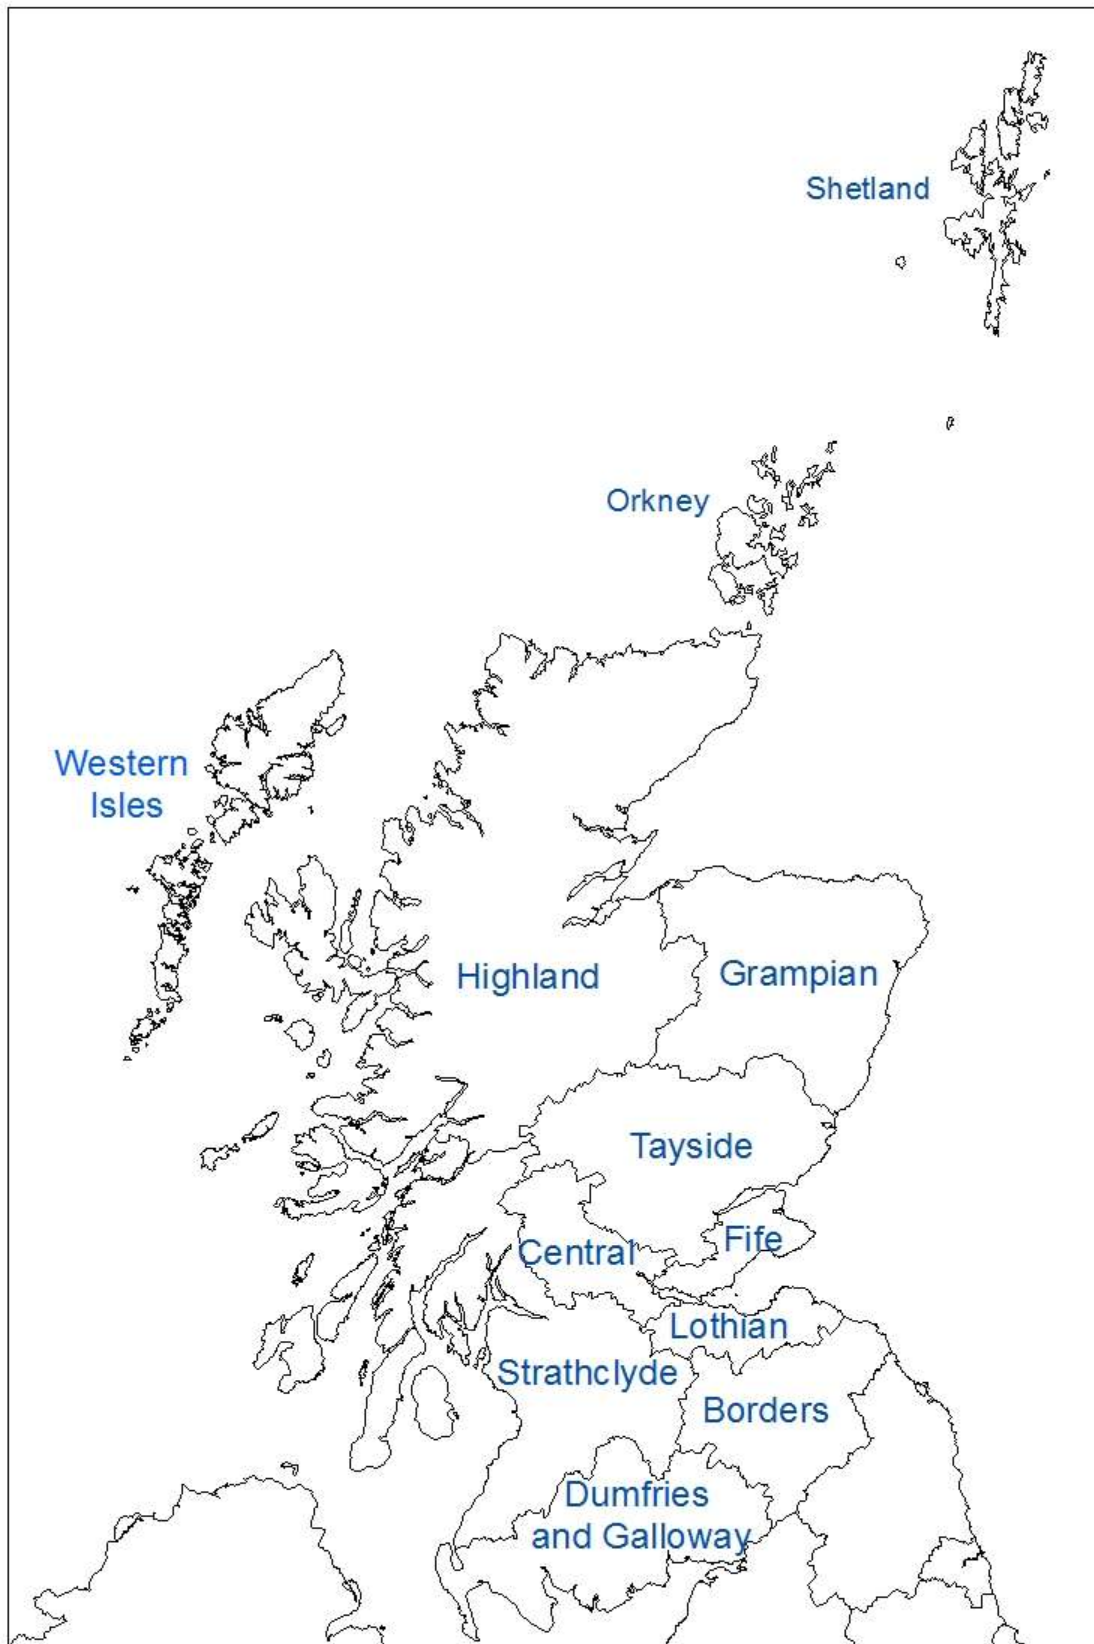 Shetland
Orkney
Western
Isles
Highland
Grampian
Tayside
Fife
Central
Lothian
Strathclyde
Borders
Dumfries
and Galloway